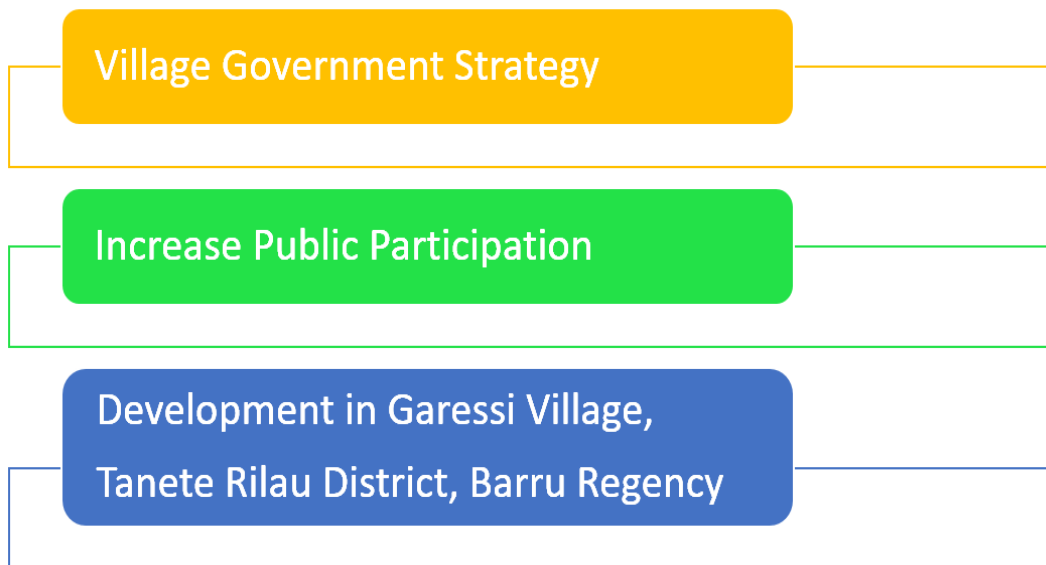 Village Government Strategy
Increase Public Participation
Development in Garessi Village,
Tanete Rilau District, Barru Regency